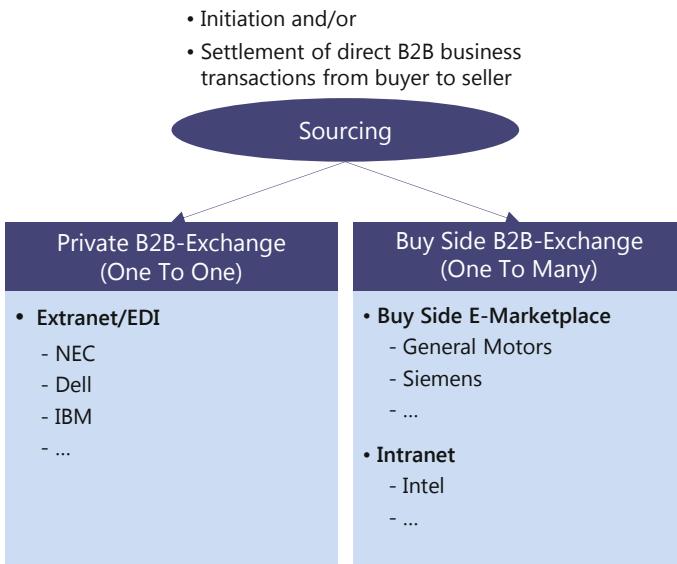 • Initiation and/or
• Settlement of direct B2B business
transactions from buyer to seller
Sourcing
Private B2B-Exchange
(One To One)
• Extranet/EDI
- NEC
- Dell
- IBM
- ...
Buy Side B2B-Exchange
(One To Many)
• Buy Side E-Marketplace
- General Motors
- Siemens
- ...
• Intranet
- Intel
- ...